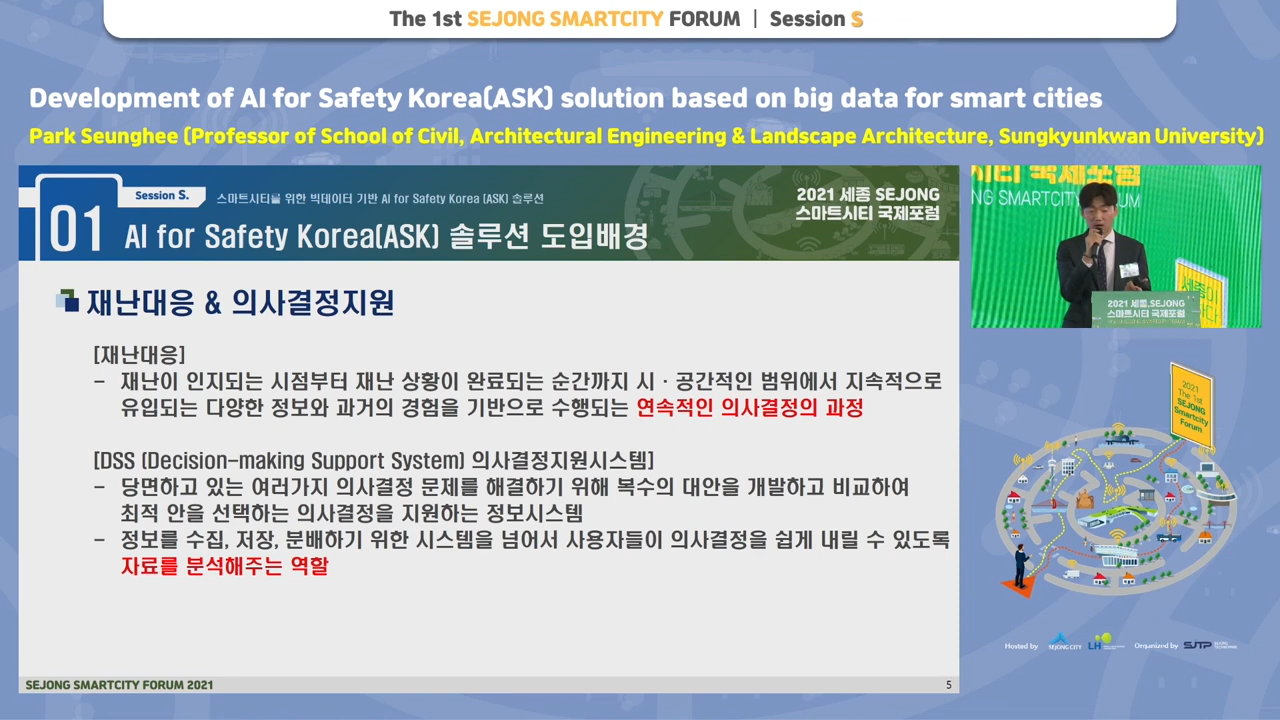 The 1st SEJONG SMARTCITY FORUM | Session S
Development of AI for Safety Korea(ASK) solution based on big data for smart cities
Park Seunghee (Professor of School of Civil, Architectural Engineering & Landscape Architecture, Sungkyunkwan University)
Session S.
스마트시티를 위한 빅데이터 기반 AI for Safety Korea (ASK) 솔루션
01
AI for Safety Korea(ASK) 솔루션 도입배경
2021 세종 SEJONG
스마트시티 국제포럼
재난대응 & 의사결정지원
[재난대응]
- 재난이 인지되는 시점부터 재난 상황이 완료되는 순간까지 시·공간적인 범위에서 지속적으로
유입되는 다양한 정보와 과거의 경험을 기반으로 수행되는 연속적인 의사결정의 과정
[DSS (Decision-making Support System) 의사결정지원시스템]
- 당면하고 있는 여러가지 의사결정 문제를 해결하기 위해 복수의 대안을 개발하고 비교하여
최적 안을 선택하는 의사결정을 지원하는 정보시스템
- 정보를 수집, 저장, 분배하기 위한 시스템을 넘어서 사용자들이 의사결정을 쉽게 내릴 수 있도록
자료를 분석해주는 역할
SEJONG SMARTCITY FORUM 2021
5
국제포럼
NG SMARTCITY
UM
2021 세종, SEJONG
스마트시티 국제포럼
2021
The 1st
SEJONG
Smartcity
Forum
Hosted by
SEJONG CITY
LH
Organized by
SJTP